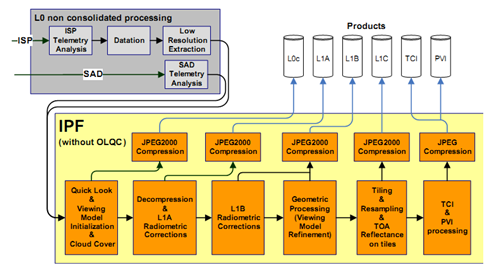 L0 non consolidated processing
Products
ISP
ISP
Telemetry
Analysis
Datation
Low
Resolution
Extraction
SAD
SAD
Telemetry
Analysis
L0c
L1A
L1B
L1C
TCI
PVI
IPF
(without OLQC)
JPEG2000
Compression
JPEG2000
Compression
JPEG2000
Compression
JPEG2000
Compression
JPEG
Compression
Quick Look
&
Viewing
Model
Initialization
&
Cloud Cover
Decompression
&
L1A
Radiometric
Corrections
L1B
Radiometric
Corrections
Geometric
Processing
(Viewing
Model
Refinement)
Tiling
&
Resampling
& TOA
Reflectance
on tiles
TCI
&
PVI
processing